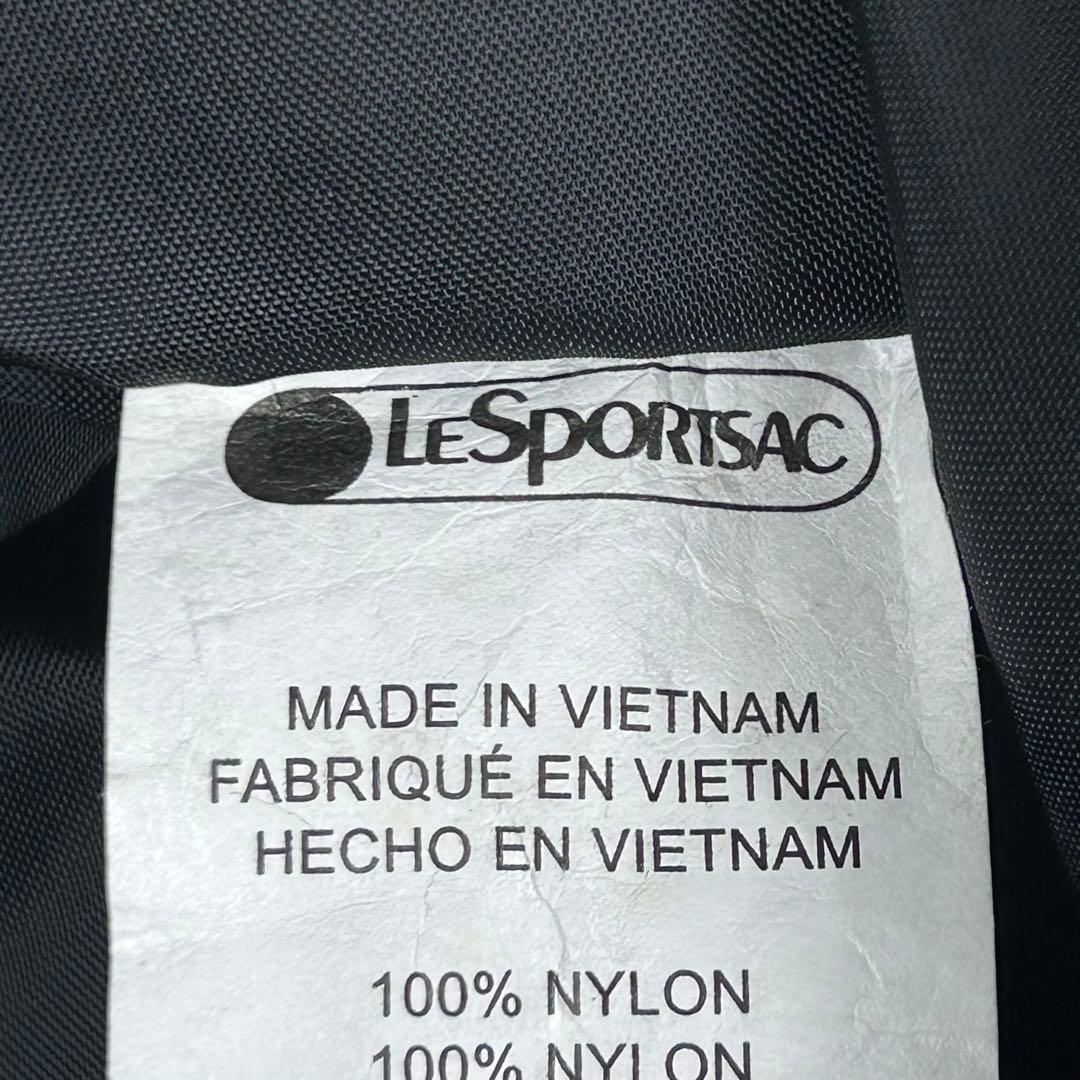 LeSportsac
MADE IN VIETNAM
FABRIQUÉ EN VIETNAM
HECHO EN VIETNAM
100% NYLON
100% NYLON